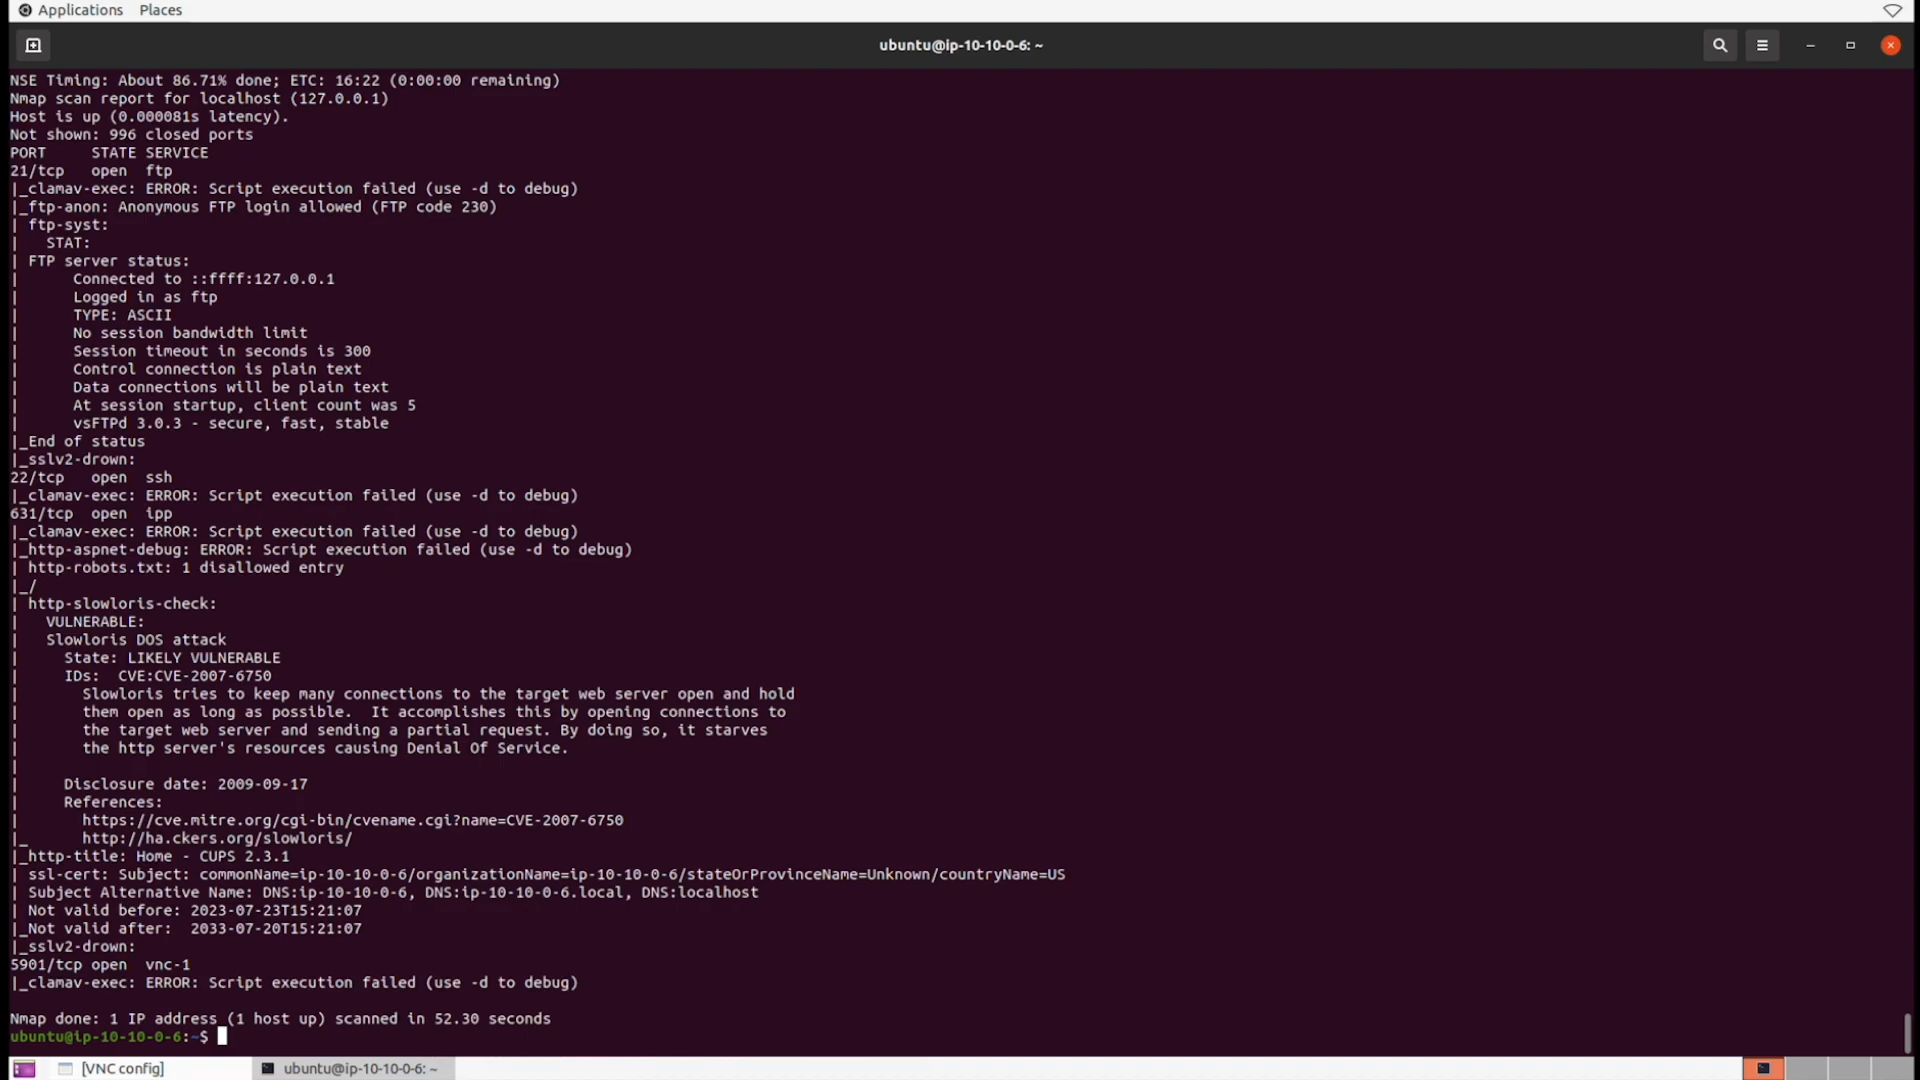 Applications Places
ubuntu@ip-10-10-0-6: ~
NSE Timing: About 86.71% done; ETC: 16:22 (0:00:00 remaining)
Nmap scan report for localhost (127.0.0.1)
Host is up (0.000081s latency).
Not shown: 996 closed ports
PORT     STATE SERVICE
21/tcp   open  ftp
|_clamav-exec: ERROR: Script execution failed (use -d to debug)
|_ftp-anon: Anonymous FTP login allowed (FTP code 230)
| ftp-syst:
|   STAT:
| FTP server status:
|      Connected to ::ffff:127.0.0.1
|      Logged in as ftp
|      TYPE: ASCII
|      No session bandwidth limit
|      Session timeout in seconds is 300
|      Control connection is plain text
|      Data connections will be plain text
|      At session startup, client count was 5
|      vsFTPd 3.0.3 - secure, fast, stable
|_End of status
|_sslv2-drown:
22/tcp   open  ssh
|_clamav-exec: ERROR: Script execution failed (use -d to debug)
631/tcp  open  ipp
|_clamav-exec: ERROR: Script execution failed (use -d to debug)
|_http-aspnet-debug: ERROR: Script execution failed (use -d to debug)
| http-robots.txt: 1 disallowed entry
|_/
| http-slowloris-check:
|   VULNERABLE:
|   Slowloris DOS attack
|     State: LIKELY VULNERABLE
|     IDs:  CVE:CVE-2007-6750
|       Slowloris tries to keep many connections to the target web server open and hold
|       them open as long as possible.  It accomplishes this by opening connections to
|       the target web server and sending a partial request. By doing so, it starves
|       the http server's resources causing Denial Of Service.
|
|     Disclosure date: 2009-09-17
|     References:
|       https://cve.mitre.org/cgi-bin/cvename.cgi?name=CVE-2007-6750
|_      http://ha.ckers.org/slowloris/
|_http-title: Home - CUPS 2.3.1
| ssl-cert: Subject: commonName=ip-10-10-0-6/organizationName=ip-10-10-0-6/stateOrProvinceName=Unknown/countryName=US
| Subject Alternative Name: DNS:ip-10-10-0-6, DNS:ip-10-10-0-6.local, DNS:localhost
| Not valid before: 2023-07-23T15:21:07
|_Not valid after:  2033-07-20T15:21:07
|_sslv2-drown:
5901/tcp open  vnc-1
|_clamav-exec: ERROR: Script execution failed (use -d to debug)

Nmap done: 1 IP address (1 host up) scanned in 52.30 seconds
ubuntu@ip-10-10-0-6:~$
[VNC config] ubuntu@ip-10-10-0-6: ~